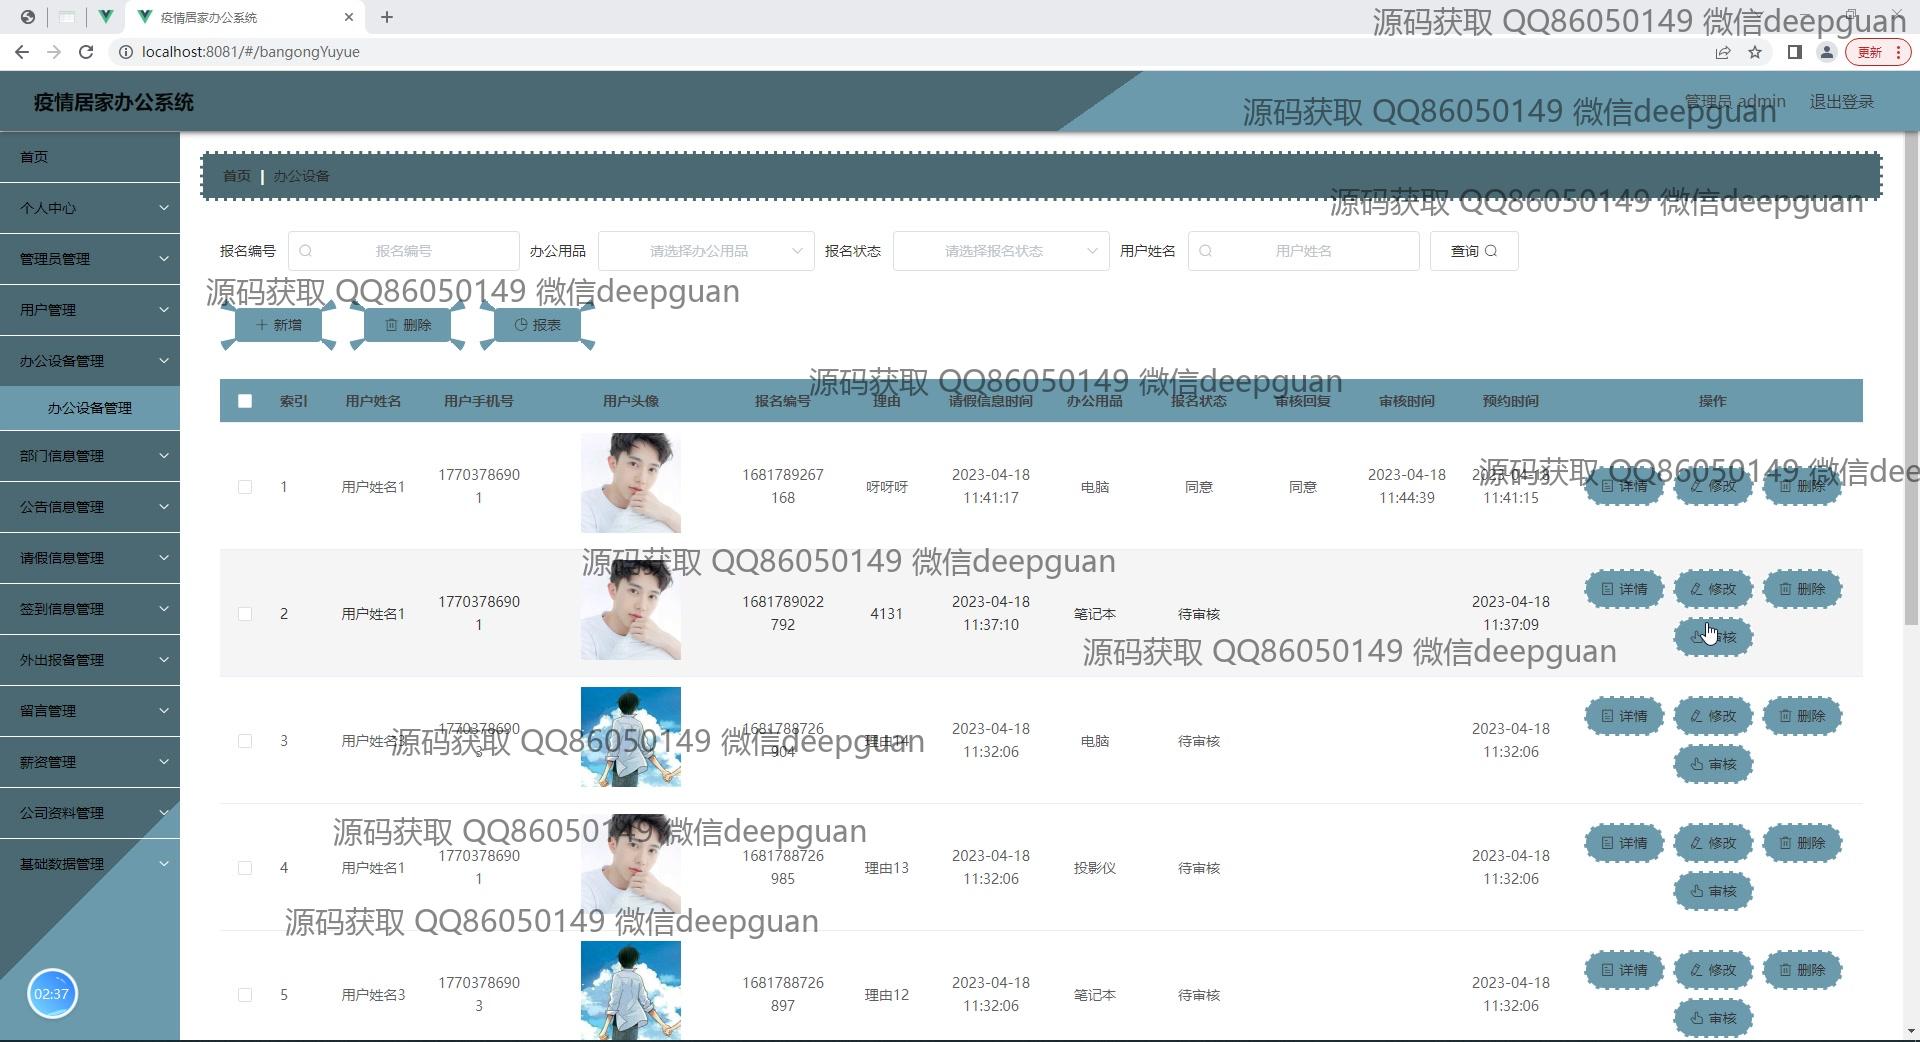 疫情居家办公系统
源码获取 QQ86050149 微信deepguan
localhost:8081/#/bangongYuyue
更新
疫情居家办公系统
管理员 admin 退出登录
源码获取 QQ86050149 微信deepguan
首页
个人中心
管理员管理
用户管理
办公设备管理
办公设备管理
部门信息管理
公告信息管理
请假信息管理
签到信息管理
外出报备管理
留言管理
薪资管理
公司资料管理
基础数据管理
02:37
首页 | 办公设备
源码获取 QQ86050149 微信deepguan
报名编号 报名编号 办公用品 请选择办公用品 报名状态 请选择报名状态 用户姓名 用户姓名 查询
源码获取 QQ86050149 微信deepguan
新增 删除 报表
源码获取 QQ86050149 微信deepguan
索引 用户姓名 用户手机号 用户头像 报名编号 理由 请假信息时间 办公用品 报名状态 审核回复 审核时间 预约时间 操作
源码获取 QQ86050149 微信dee
1 用户姓名1 1770378690 1681789267 呀呀呀 2023-04-18 电脑 同意 同意 2023-04-18 2023-04-18 详情 修改 删除
1 168 11:41:17 11:44:39 11:41:15
源码获取 QQ86050149 微信deepguan
2 用户姓名1 1770378690 1681789022 4131 2023-04-18 笔记本 待审核 2023-04-18 详情 修改 删除
1 792 11:37:10 11:37:09
审核
源码获取 QQ86050149 微信deepguan
3 用户姓名3 1770378690 1681788726 理由14 2023-04-18 电脑 待审核 2023-04-18 详情 修改 删除
3 904 11:32:06 11:32:06
审核
源码获取 QQ86050149 微信deepguan
源码获取 QQ86050149 微信deepguan
4 用户姓名1 1770378690 1681788726 理由13 2023-04-18 投影仪 待审核 2023-04-18 详情 修改 删除
1 985 11:32:06 11:32:06
审核
源码获取 QQ86050149 微信deepguan
5 用户姓名3 1770378690 1681788726 理由12 2023-04-18 笔记本 待审核 2023-04-18 详情 修改 删除
3 897 11:32:06 11:32:06
审核